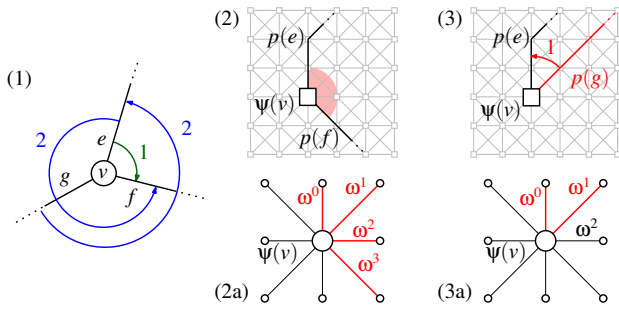 (1)
2
2
1
e
v
g
f
(2)
p(e)
Ψ(v)
p(f)
(3)
1
p(e)
p(g)
Ψ(v)
(2a)
ω⁰
ω¹
ω²
ω³
Ψ(v)
(3a)
ω⁰
ω¹
ω²
Ψ(v)